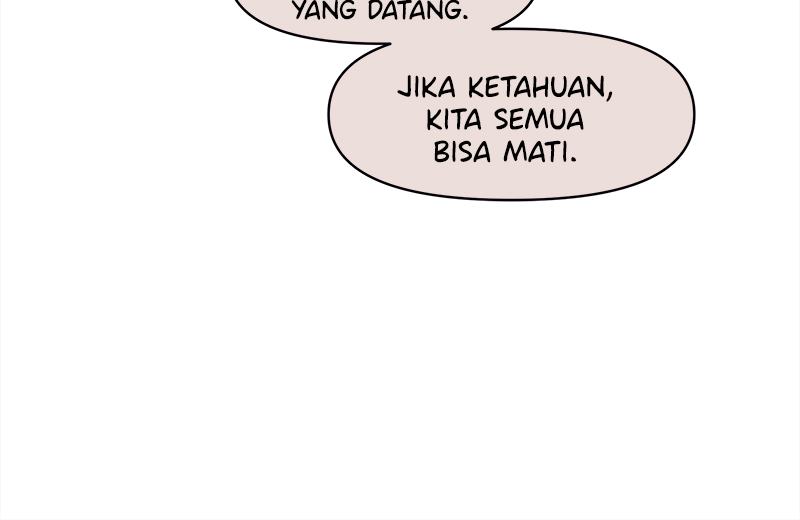 YANG DATANG.
JIKA KETAHUAN,
KITA SEMUA
BISA MATI.